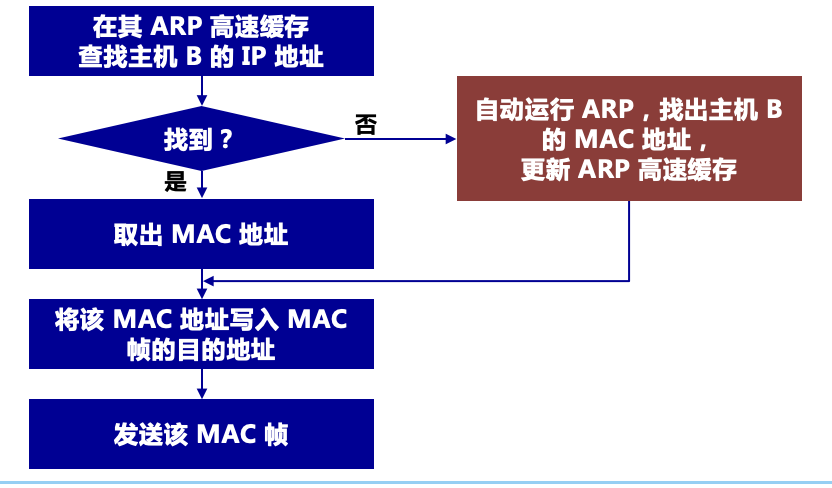 在其 ARP 高速缓存
查找主机 B 的 IP 地址
找到？
否
是
自动运行 ARP，找出主机 B
的 MAC 地址，
更新 ARP 高速缓存
取出 MAC 地址
将该 MAC 地址写入 MAC
帧的目的地址
发送该 MAC 帧